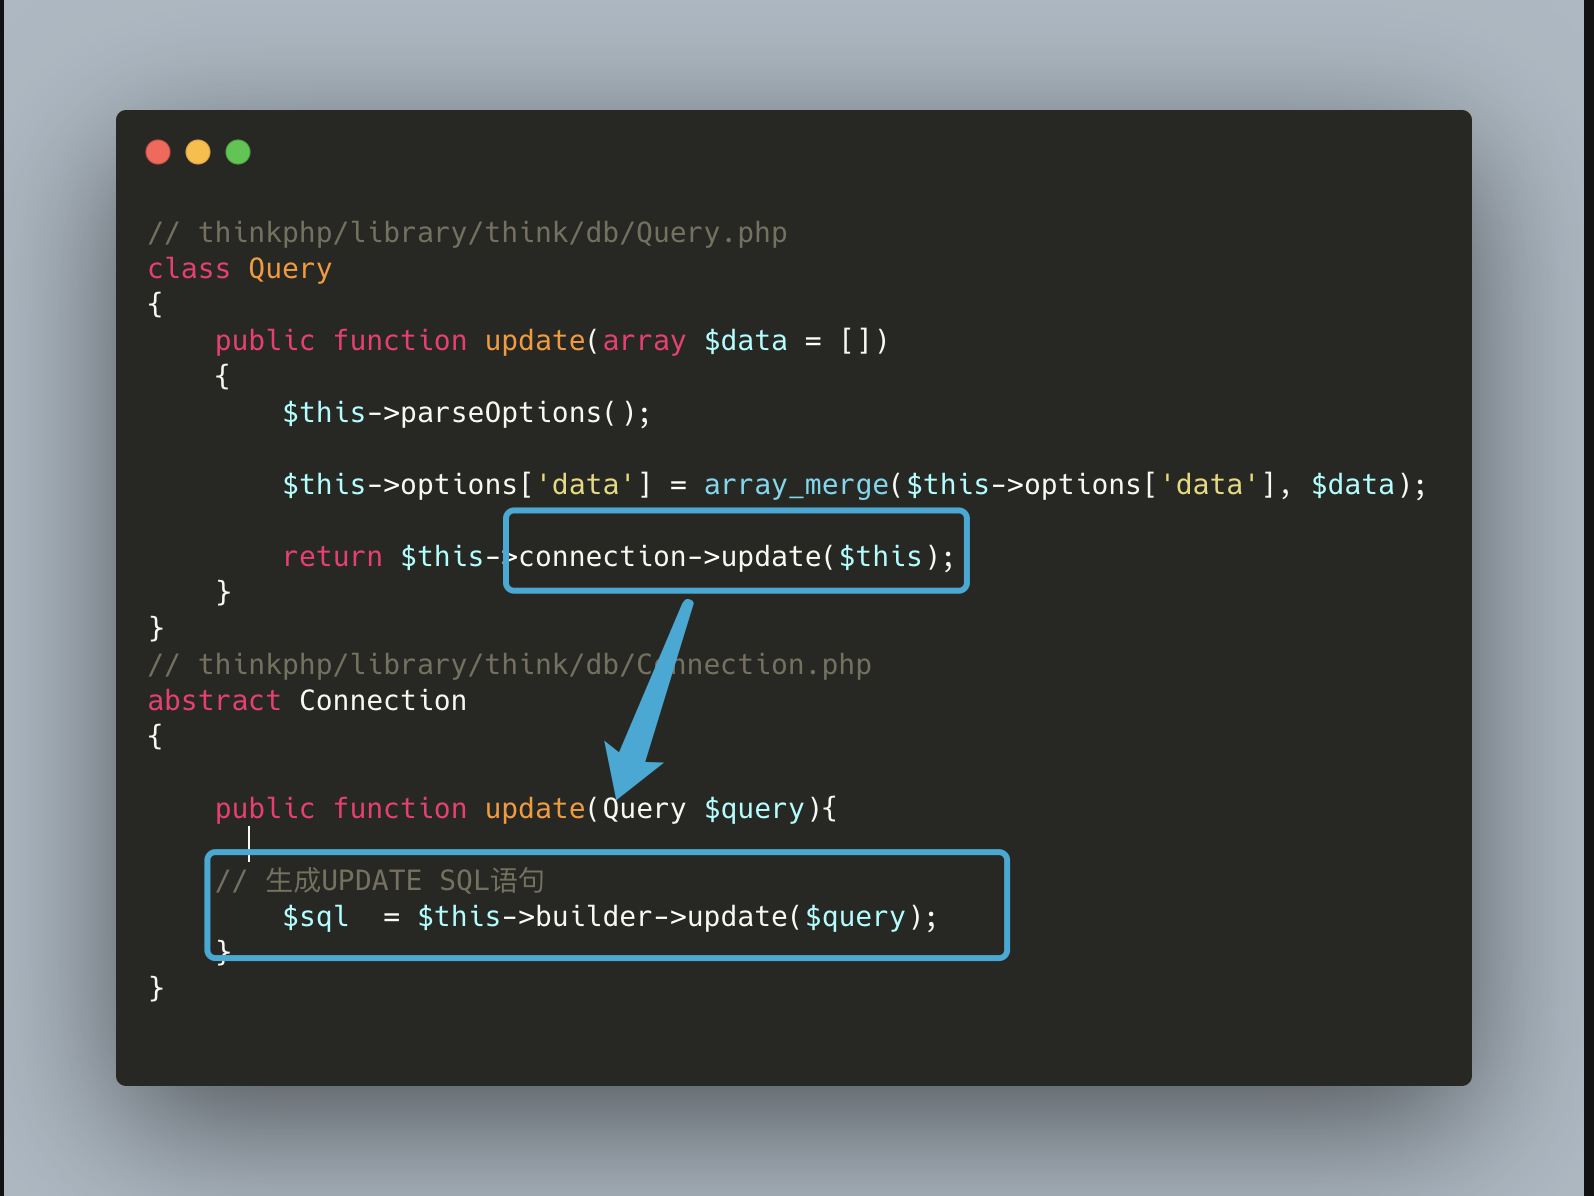 // thinkphp/library/think/db/Query.php
class Query
{
    public function update(array $data = [])
    {
        $this->parseOptions();
        $this->options['data'] = array_merge($this->options['data'], $data);
        return $this->connection->update($this);
    }
}
// thinkphp/library/think/db/Connection.php
abstract Connection
{
    public function update(Query $query){
    // 生成UPDATE SQL语句
        $sql  = $this->builder->update($query);
    }
}